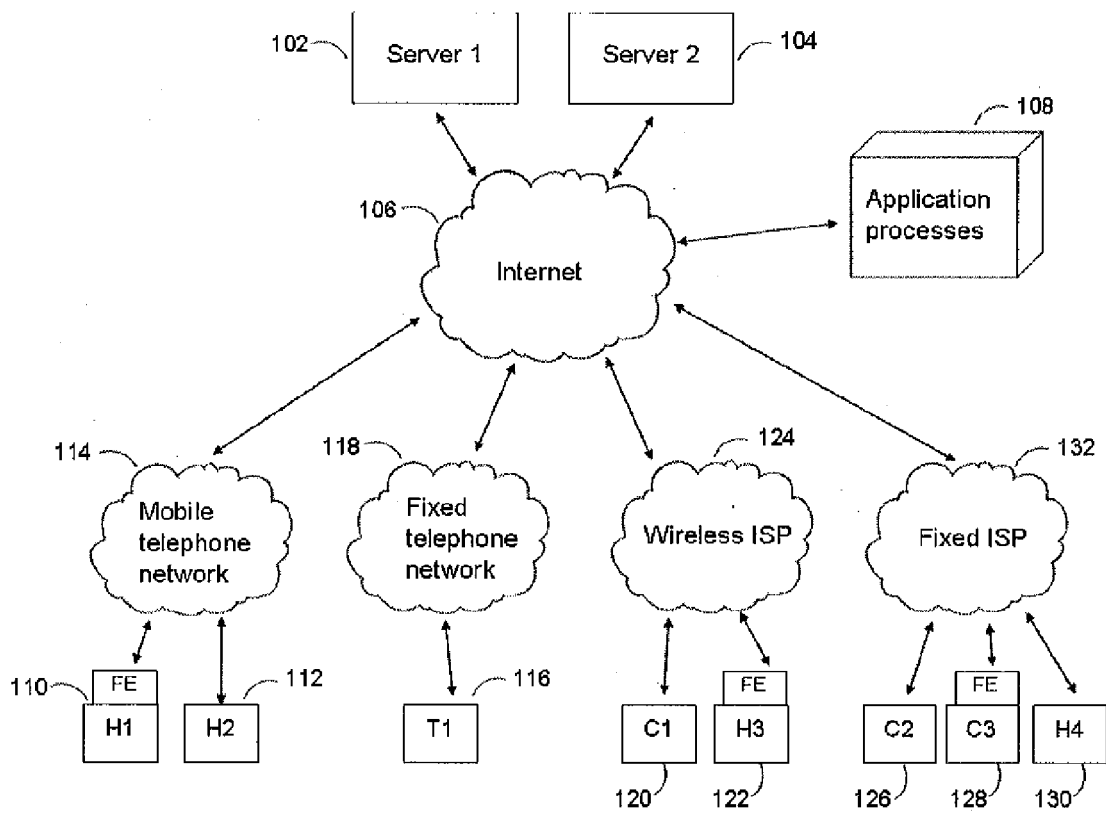 102
Server 1
Server 2
104
108
Application
processes
106
Internet
114
Mobile
telephone
network
118
Fixed
telephone
network
124
Wireless ISP
132
Fixed ISP
110
FE
H1
H2
112
T1
116
C1
FE
H3
C2
FE
C3
H4
120
122
126
128
130